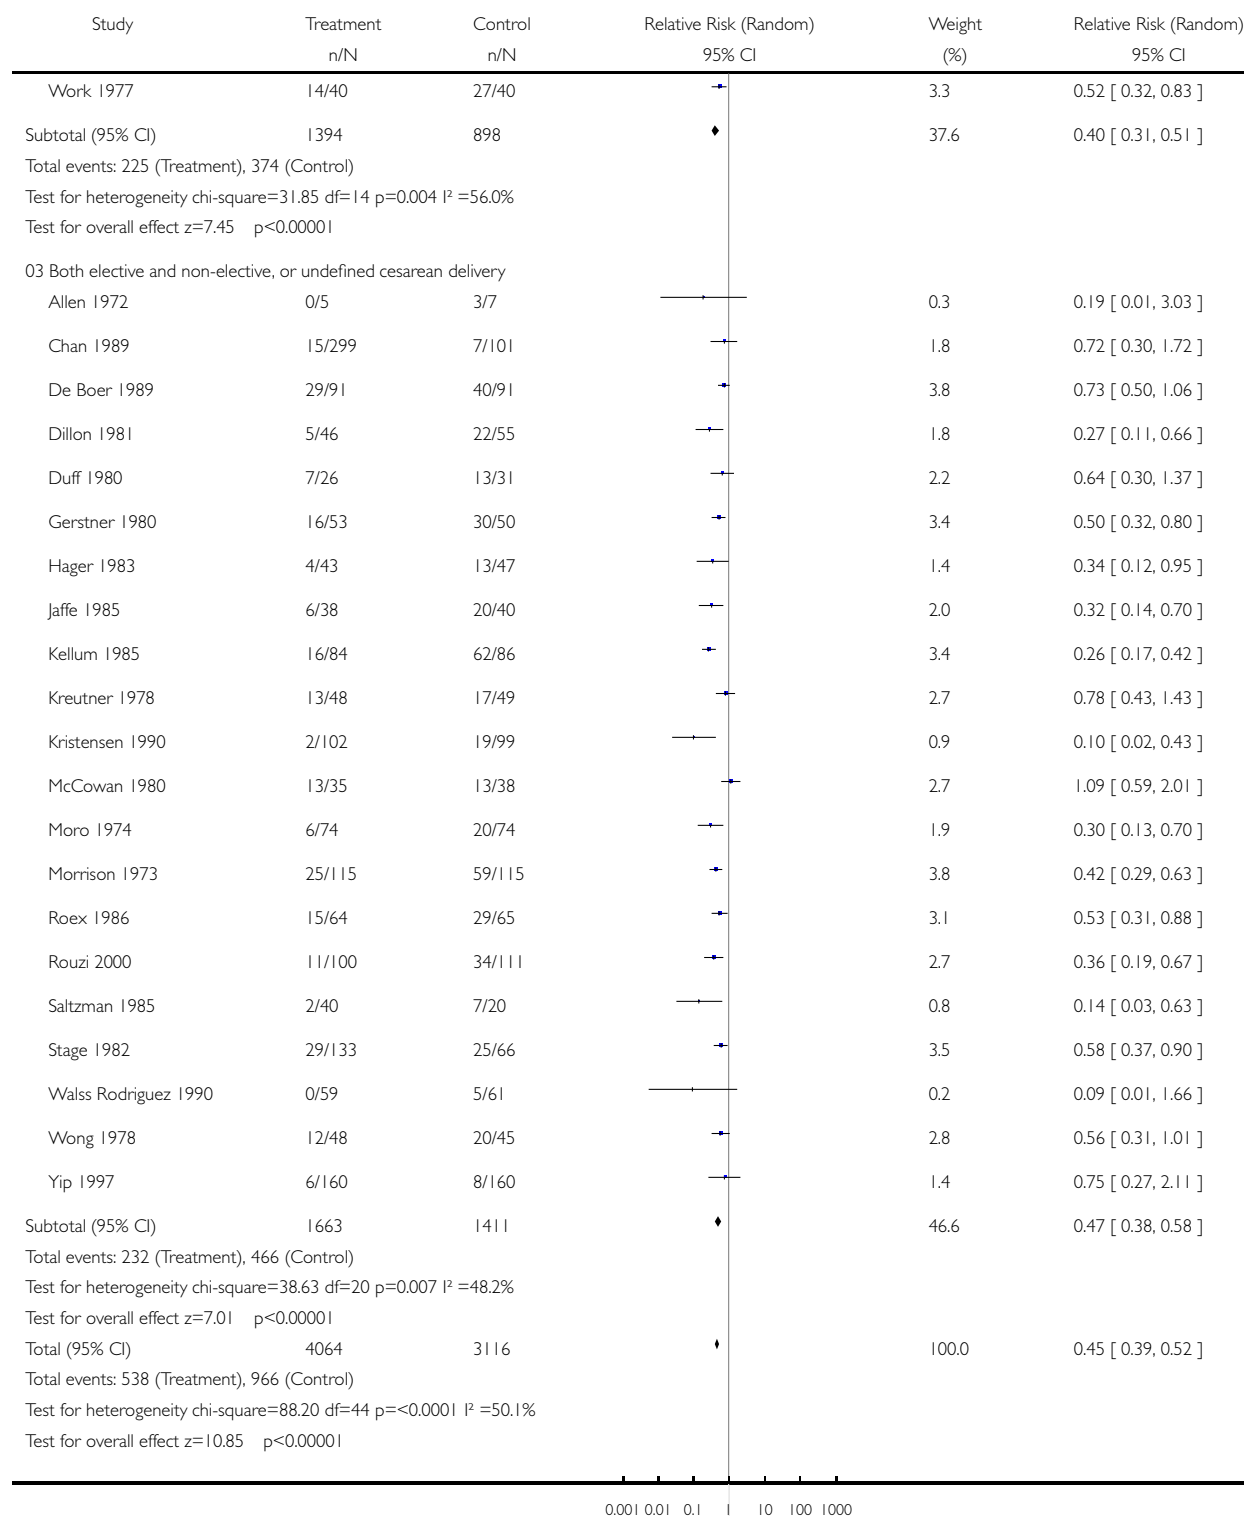 Study Treatment Control Relative Risk (Random) Weight Relative Risk (Random)
n/N n/N 95% CI (%) 95% CI
Work 1977 14/40 27/40 3.3 0.52 [ 0.32, 0.83 ]
Subtotal (95% CI) 1394 898 37.6 0.40 [ 0.31, 0.51 ]
Total events: 225 (Treatment), 374 (Control)
Test for heterogeneity chi-square=31.85 df=14 p=0.004 I² =56.0%
Test for overall effect z=7.45 p<0.00001
03 Both elective and non-elective, or undefined cesarean delivery
Allen 1972 0/5 3/7 0.3 0.19 [ 0.01, 3.03 ]
Chan 1989 15/299 7/101 1.8 0.72 [ 0.30, 1.72 ]
De Boer 1989 29/91 40/91 3.8 0.73 [ 0.50, 1.06 ]
Dillon 1981 5/46 22/55 1.8 0.27 [ 0.11, 0.66 ]
Duff 1980 7/26 13/31 2.2 0.64 [ 0.30, 1.37 ]
Gerstner 1980 16/53 30/50 3.4 0.50 [ 0.32, 0.80 ]
Hager 1983 4/43 13/47 1.4 0.34 [ 0.12, 0.95 ]
Jaffe 1985 6/38 20/40 2.0 0.32 [ 0.14, 0.70 ]
Kellum 1985 16/84 62/86 3.4 0.26 [ 0.17, 0.42 ]
Kreutner 1978 13/48 17/49 2.7 0.78 [ 0.43, 1.43 ]
Kristensen 1990 2/102 19/99 0.9 0.10 [ 0.02, 0.43 ]
McCowan 1980 13/35 13/38 2.7 1.09 [ 0.59, 2.01 ]
Moro 1974 6/74 20/74 1.9 0.30 [ 0.13, 0.70 ]
Morrison 1973 25/115 59/115 3.8 0.42 [ 0.29, 0.63 ]
Roex 1986 15/64 29/65 3.1 0.53 [ 0.31, 0.88 ]
Rouzi 2000 11/100 34/111 2.7 0.36 [ 0.19, 0.67 ]
Saltzman 1985 2/40 7/20 0.8 0.14 [ 0.03, 0.63 ]
Stage 1982 29/133 25/66 3.5 0.58 [ 0.37, 0.90 ]
Walss Rodriguez 1990 0/59 5/61 0.2 0.09 [ 0.01, 1.66 ]
Wong 1978 12/48 20/45 2.8 0.56 [ 0.31, 1.01 ]
Yip 1997 6/160 8/160 1.4 0.75 [ 0.27, 2.11 ]
Subtotal (95% CI) 1663 1411 46.6 0.47 [ 0.38, 0.58 ]
Total events: 232 (Treatment), 466 (Control)
Test for heterogeneity chi-square=38.63 df=20 p=0.007 I² =48.2%
Test for overall effect z=7.01 p<0.00001
Total (95% CI) 4064 3116 100.0 0.45 [ 0.39, 0.52 ]
Total events: 538 (Treatment), 966 (Control)
Test for heterogeneity chi-square=88.20 df=44 p=<0.0001 I² =50.1%
Test for overall effect z=10.85 p<0.00001
0.001 0.01 0.1 1 10 100 1000